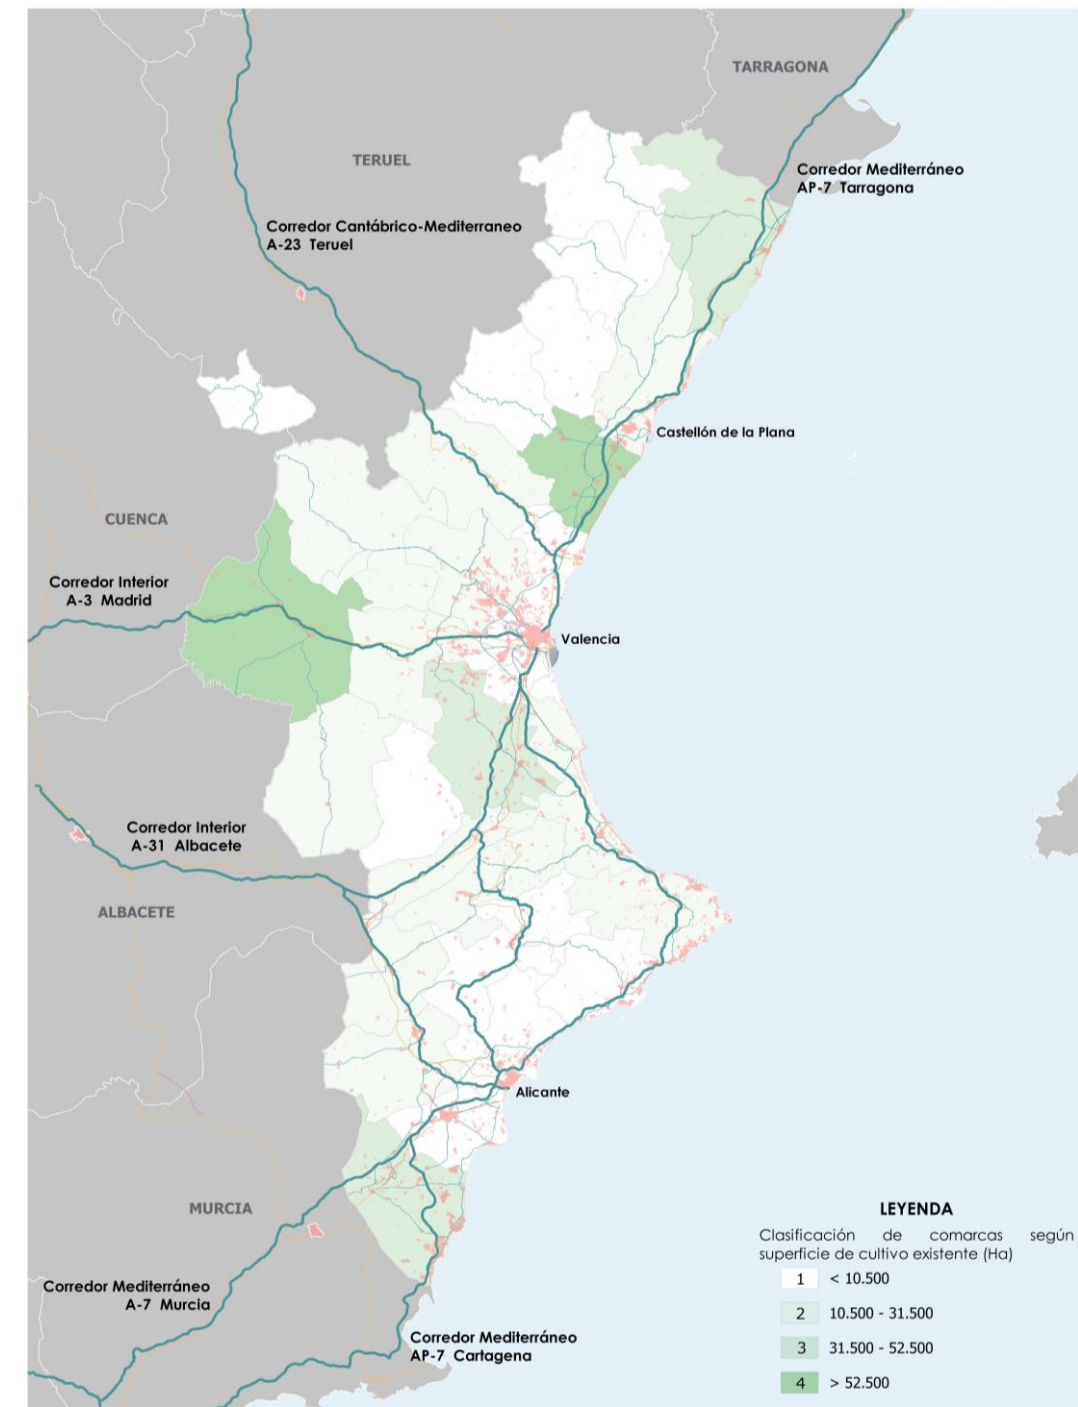 TARRAGONA
TERUEL
Corredor Mediterráneo
AP-7 Tarragona
Corredor Cantábrico-Mediterraneo
A-23 Teruel
Castellón de la Plana
CUENCA
Corredor Interior
A-3 Madrid
Valencia
Corredor Interior
A-31 Albacete
ALBACETE
Alicante
MURCIA
Corredor Mediterráneo
A-7 Murcia
Corredor Mediterráneo
AP-7 Cartagena
LEYENDA
Clasificación de comarcas según
superficie de cultivo existente (Ha)
1 < 10.500
2 10.500 - 31.500
3 31.500 - 52.500
4 > 52.500